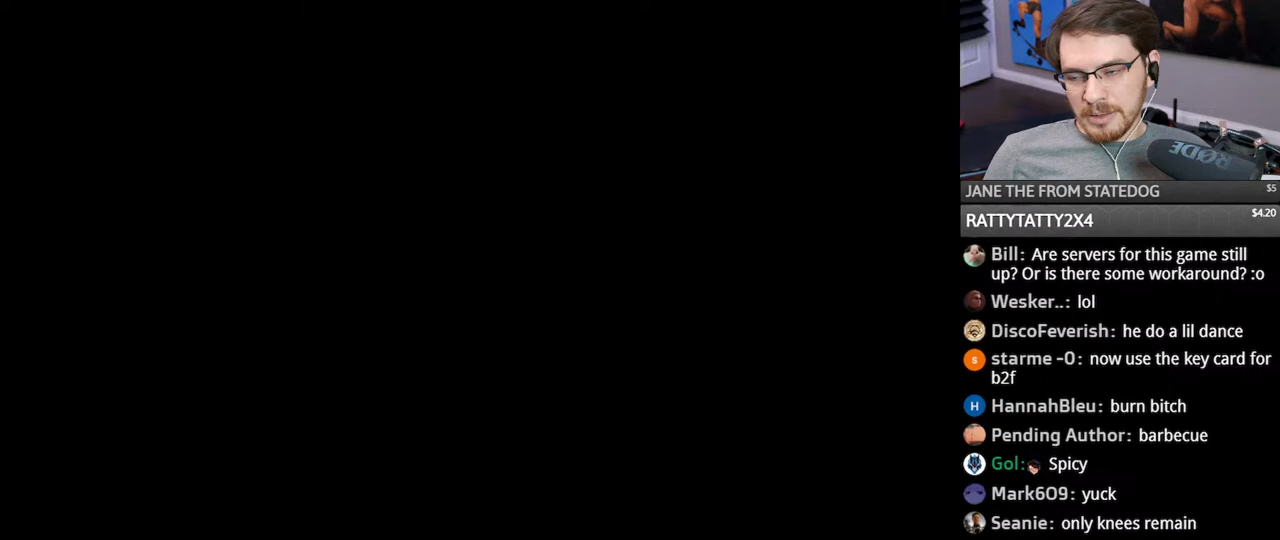 RØDE
JANE THE FROM STATEDOG $5
RATTYTATTY2X4 $4.20
Bill: Are servers for this game still
up? Or is there some workaround? :o
Wesker..: lol
DiscoFeverish: he do a lil dance
s starme -0: now use the key card for
b2f
H HannahBleu: burn bitch
Pending Author: barbecue
Gol: Spicy
Mark609: yuck
Seanie: only knees remain